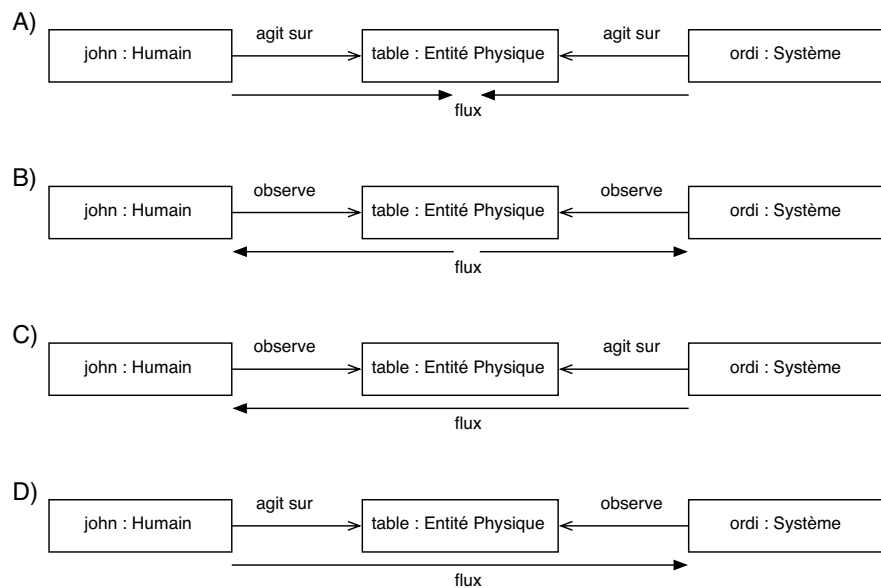 A)
agit sur
agit sur
john : Humain
table : Entité Physique
ordi : Système
flux
B)
observe
observe
john : Humain
table : Entité Physique
ordi : Système
flux
C)
observe
agit sur
john : Humain
table : Entité Physique
ordi : Système
flux
D)
agit sur
observe
john : Humain
table : Entité Physique
ordi : Système
flux